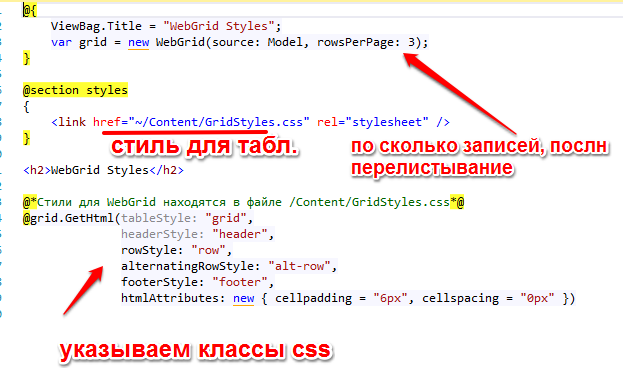 @{
ViewBag.Title = "WebGrid Styles";
var grid = new WebGrid(source: Model, rowsPerPage: 3);
}
@section styles
{
<link href="~/Content/GridStyles.css" rel="stylesheet" />
}
стиль для табл.
по сколько записей, послн
перелистывание
<h2>WebGrid Styles</h2>
@*Стили для WebGrid находятся в файле /Content/GridStyles.css*@
@grid.GetHtml(tableStyle: "grid",
headerStyle: "header",
rowStyle: "row",
alternatingRowStyle: "alt-row",
footerStyle: "footer",
htmlAttributes: new { cellpadding = "6px", cellspacing = "0px" })
указываем классы css